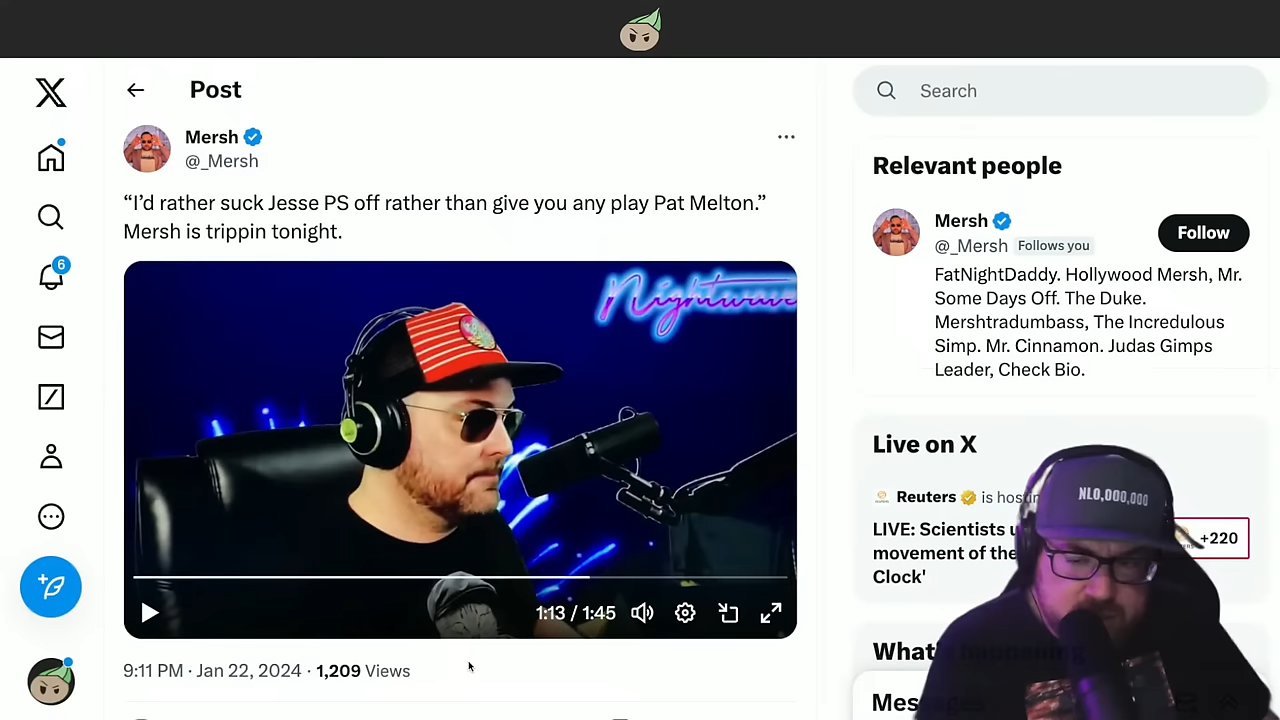 Post
Search
Mersh
@_Mersh
“I’d rather suck Jesse PS off rather than give you any play Pat Melton.”
Mersh is trippin tonight.
Nightwave
1:13 / 1:45
9:11 PM · Jan 22, 2024 · 1,209 Views
6
Relevant people
Mersh
@_Mersh Follows you
Follow
FatNightDaddy. Hollywood Mersh, Mr.
Some Days Off. The Duke.
Mershtradumbass, The Incredulous
Simp. Mr. Cinnamon. Judas Gimps
Leader, Check Bio.
Live on X
Reuters is hostin
LIVE: Scientists u
movement of the
Clock'
+220
NLO,000,000
What's happening
Mes